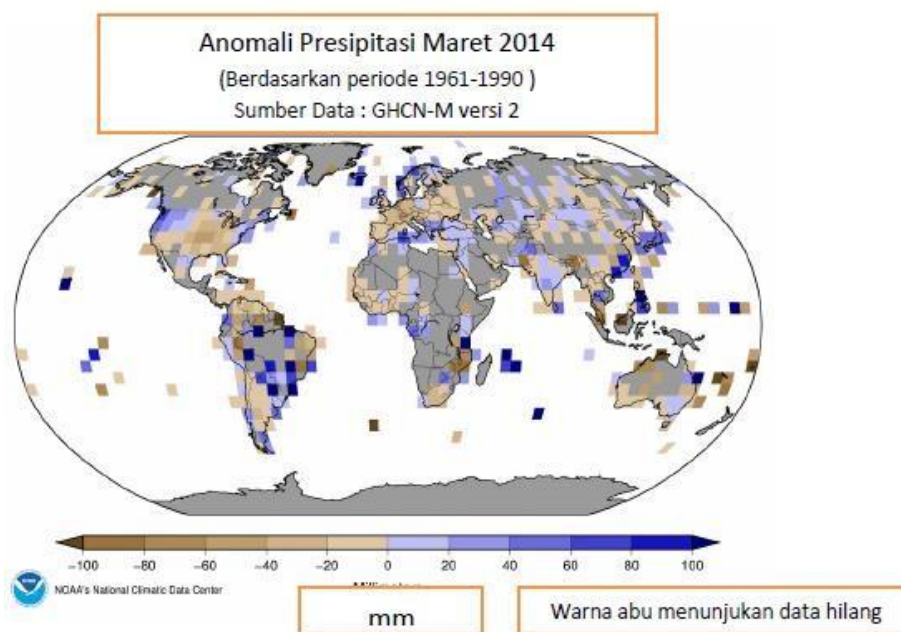 Anomali Presipitasi Maret 2014
(Berdasarkan periode 1961-1990 )
Sumber Data : GHCN-M versi 2
−100 −80 −60 −40 −20 0 20 40 60 80 100
NOAA's National Climatic Data Center
mm
Warna abu menunjukan data hilang